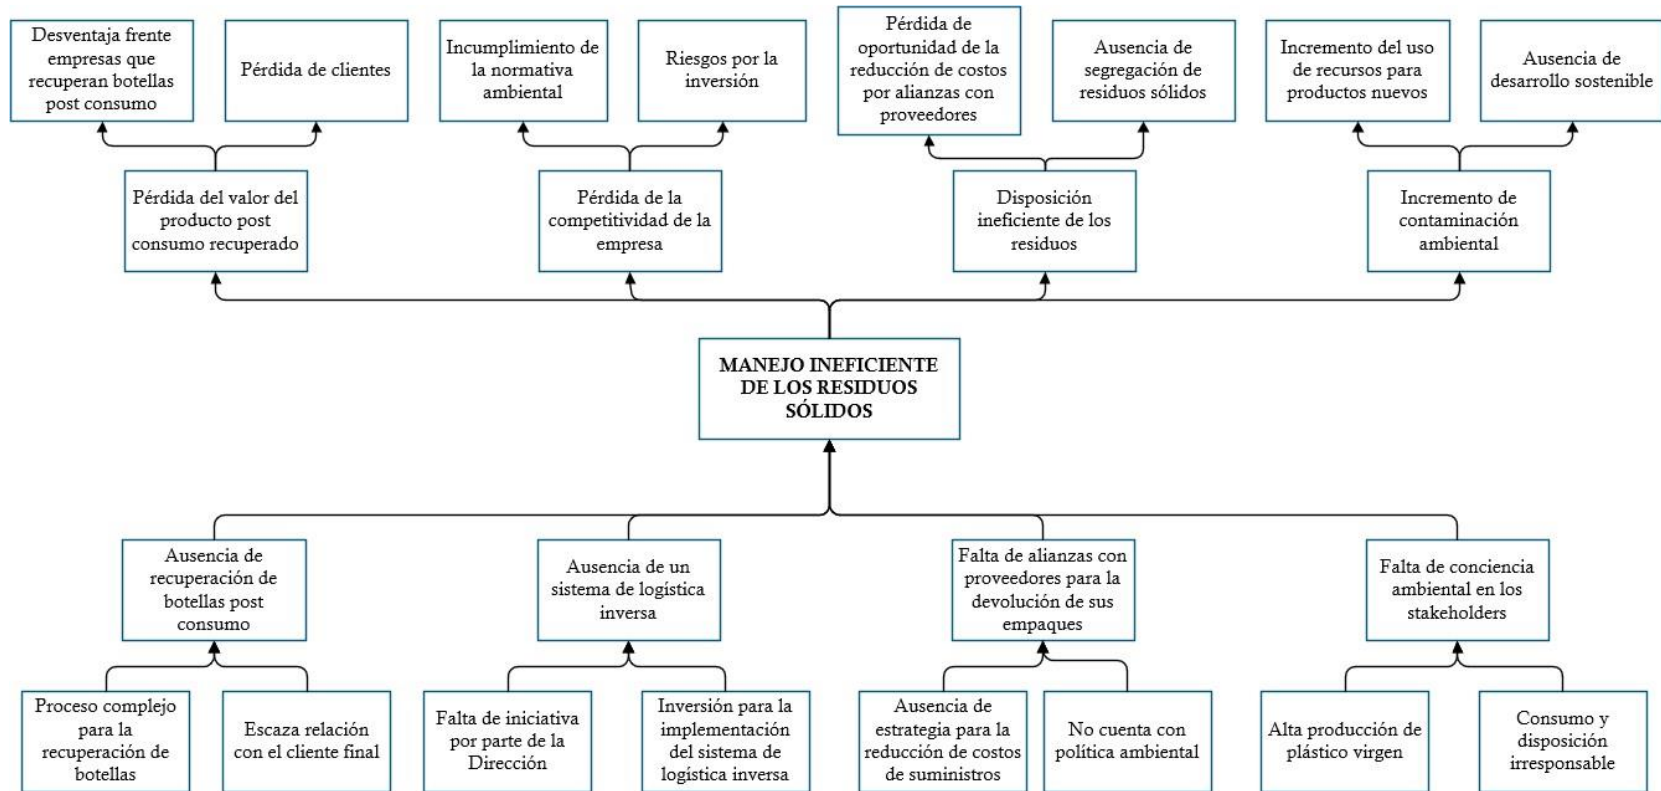 Desventaja frente
empresas que
recuperan botellas
post consumo
Pérdida de clientes
Incumplimiento de
la normativa
ambiental
Riesgos por la
inversión
Pérdida de
oportunidad de la
reducción de costos
por alianzas con
proveedores
Ausencia de
segregación de
residuos sólidos
Incremento del uso
de recursos para
productos nuevos
Ausencia de
desarrollo sostenible
Pérdida del valor del
producto post
consumo recuperado
Pérdida de la
competitividad de la
empresa
Disposición
ineficiente de los
residuos
Incremento de
contaminación
ambiental
MANEJO INEFICIENTE
DE LOS RESIDUOS
SÓLIDOS
Ausencia de
recuperación de
botellas post
consumo
Ausencia de un
sistema de logística
inversa
Falta de alianzas con
proveedores para la
devolución de sus
empaques
Falta de conciencia
ambiental en los
stakeholders
Proceso complejo
para la
recuperación de
botellas
Escaza relación
con el cliente final
Falta de iniciativa
por parte de la
Dirección
Inversión para la
implementación
del sistema de
logística inversa
Ausencia de
estrategia para la
reducción de costos
de suministros
No cuenta con
política ambiental
Alta producción de
plástico virgen
Consumo y
disposición
irresponsable